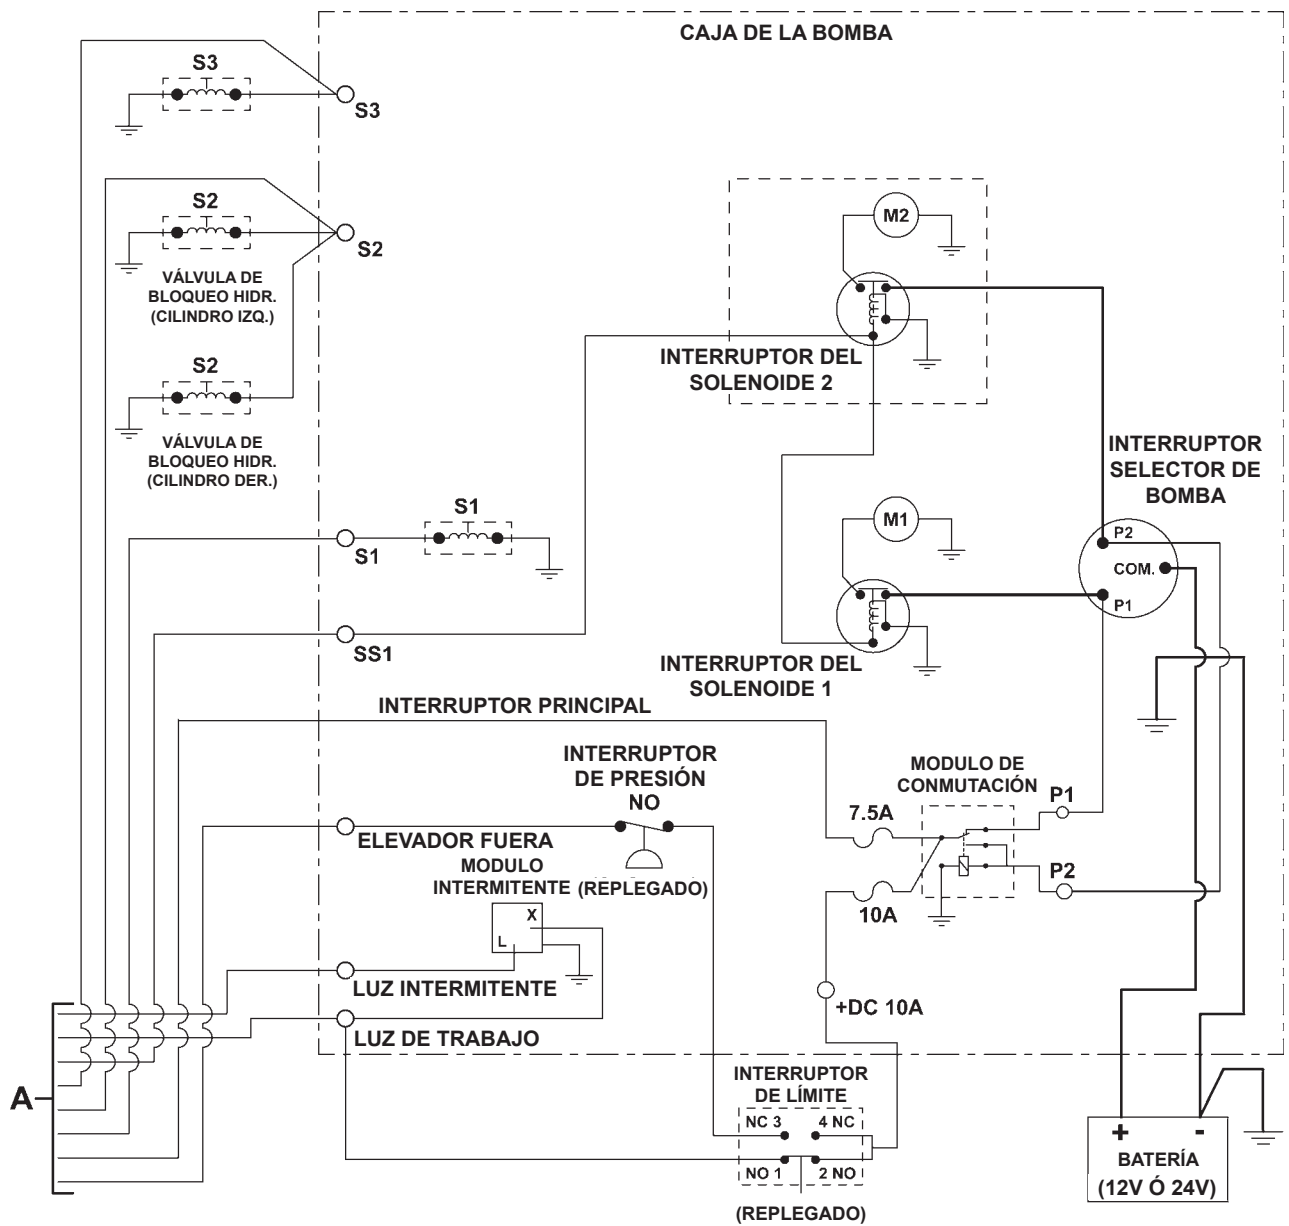 CAJA DE LA BOMBA
S3
S3
S2
S2
VÁLVULA DE
BLOQUEO HIDR.
(CILINDRO IZQ.)
S2
VÁLVULA DE
BLOQUEO HIDR.
(CILINDRO DER.)
M2
INTERRUPTOR DEL
SOLENOIDE 2
INTERRUPTOR
SELECTOR DE
BOMBA
S1
S1
M1
P2
COM.
P1
SS1
INTERRUPTOR DEL
SOLENOIDE 1
INTERRUPTOR PRINCIPAL
INTERRUPTOR
DE PRESIÓN
NO
MODULO DE
CONMUTACIÓN
7.5A
P1
ELEVADOR FUERA
MODULO
INTERMITENTE
(REPLEGADO)
P2
10A
X
L
LUZ INTERMITENTE
+DC 10A
LUZ DE TRABAJO
A
INTERRUPTOR
DE LÍMITE
NC 3
4 NC
NO 1
2 NO
(REPLEGADO)
+
-
BATERÍA
(12V Ó 24V)